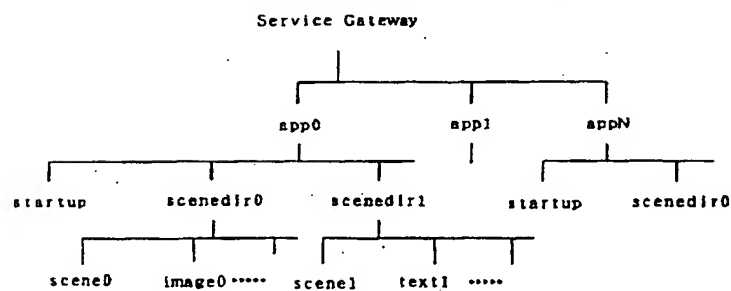 Service Gateway
app0 app1 appN
startup scenedir0 scenedir1 startup scenedir0
scene0 image0 ••••• scene1 text1 •••••